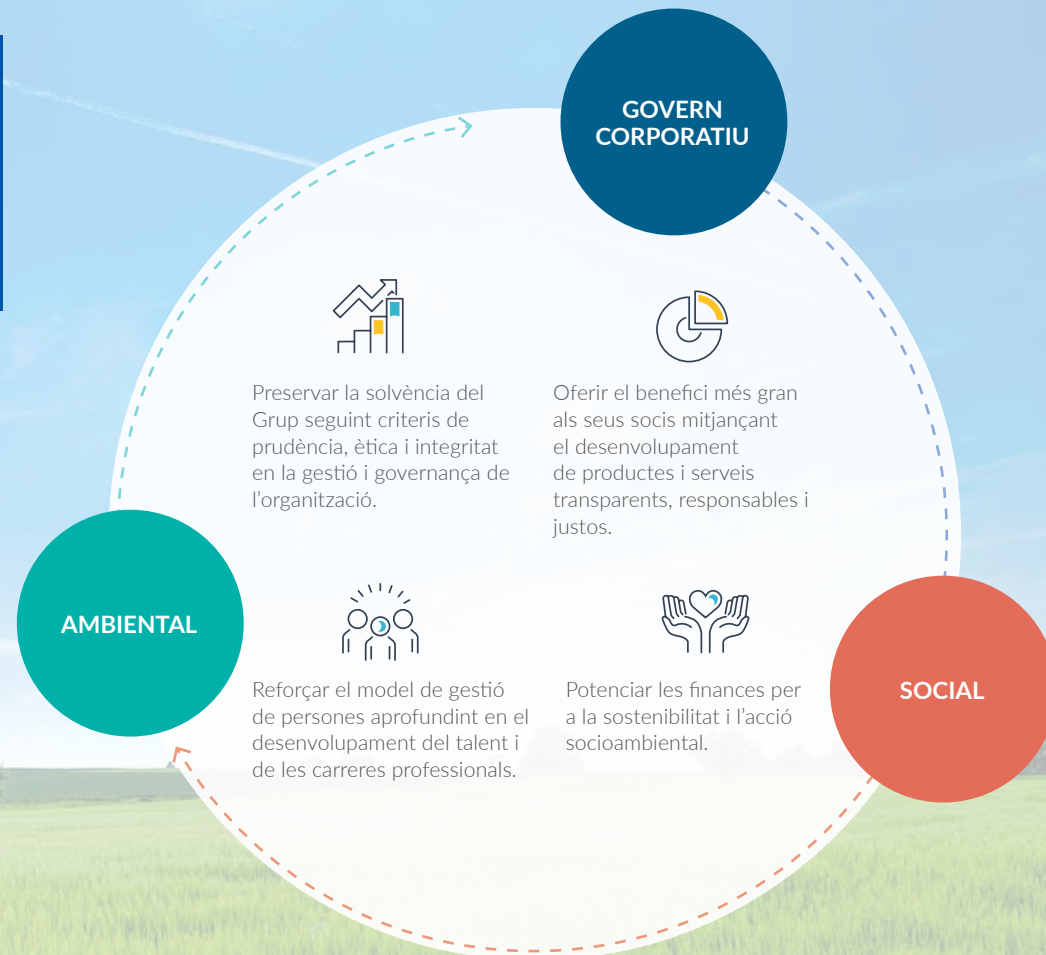 GOVERN
CORPORATIU
Preservar la solvència del
Grup seguint criteris de
prudència, ètica i integritat
en la gestió i governança de
l’organització.
Oferir el benefici més gran
als seus socis mitjançant
el desenvolupament
de productes i serveis
transparents, responsables i
justos.
AMBIENTAL
Reforçar el model de gestió
de persones aprofundint en el
desenvolupament del talent i
de les carreres professionals.
Potenciar les finances per
a la sostenibilitat i l’acció
socioambiental.
SOCIAL